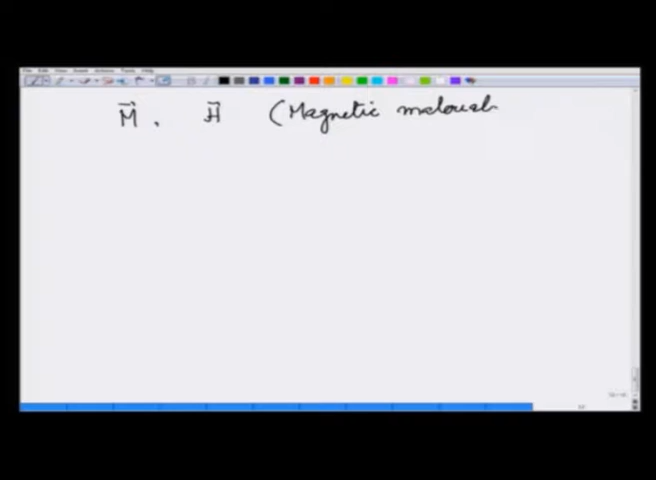 M⃗ . H⃗ (Magnetic material